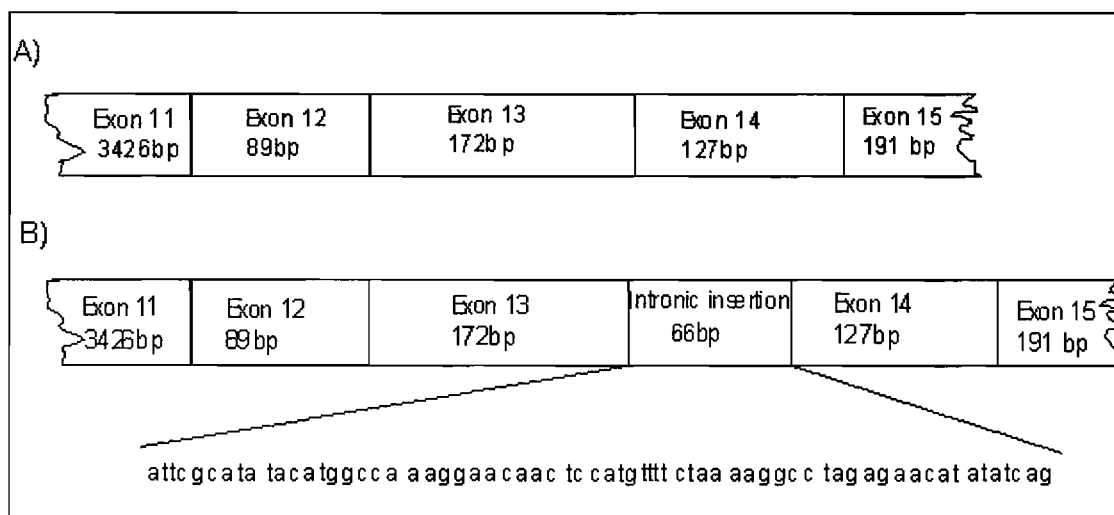 A)
Exon 11 Exon 12 Exon 13 Exon 14 Exon 15
3426bp 89bp 172bp 127bp 191 bp
B)
Exon 11 Exon 12 Exon 13 Intronic insertion Exon 14 Exon 15
3426bp 89bp 172bp 66bp 127bp 191 bp
attcgcata tacatggcca aaggaacaac tccatgtttt ctaaaaggcc tagagaacat atatcag